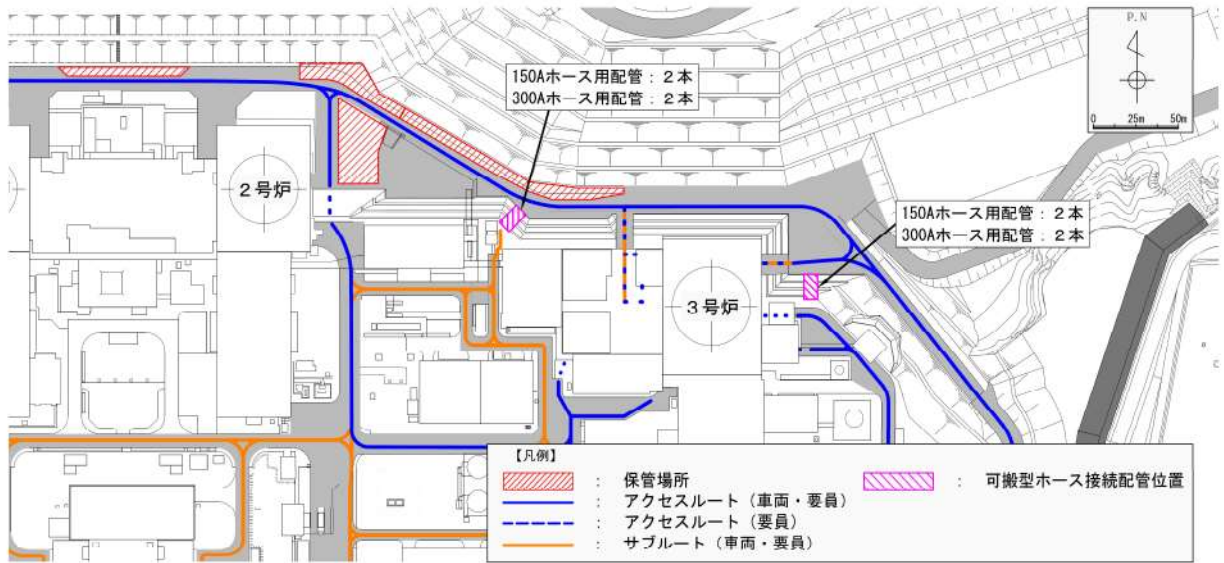 P.N
0 25m 50m
150Aホース用配管：2本
300Aホース用配管：2本
2号炉
150Aホース用配管：2本
300Aホース用配管：2本
3号炉
【凡例】
： 保管場所
： 可搬型ホース接続配管位置
： アクセスルート（車両・要員）
： アクセスルート（要員）
： サブルート（車両・要員）